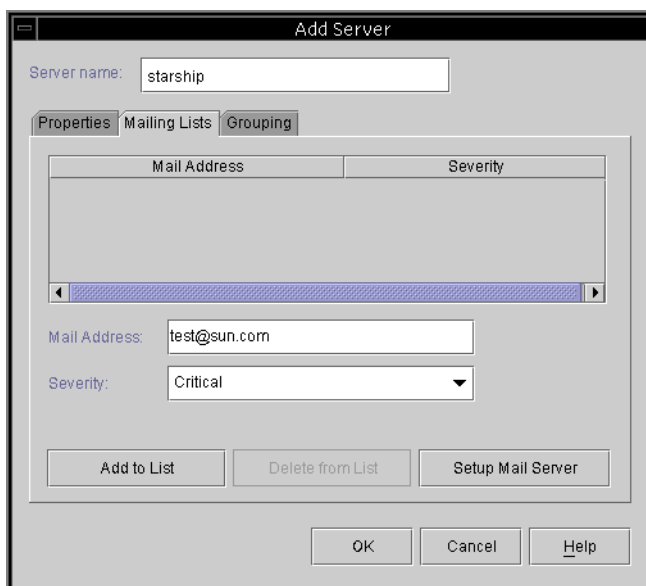 Add Server
Server name: starship
Properties Mailing Lists Grouping
Mail Address Severity
Mail Address: test@sun.com
Severity: Critical
Add to List Delete from List Setup Mail Server
OK Cancel Help